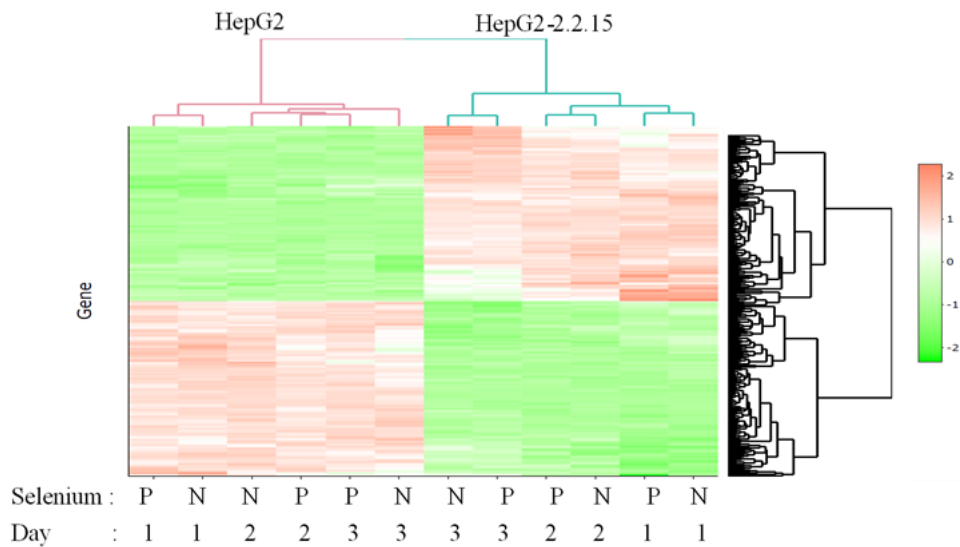 HepG2 HepG2-2.2.15
Gene
2
1
0
-1
-2
Selenium : P N N P P N N P P N P N
Day : 1 1 2 2 3 3 3 3 2 2 1 1